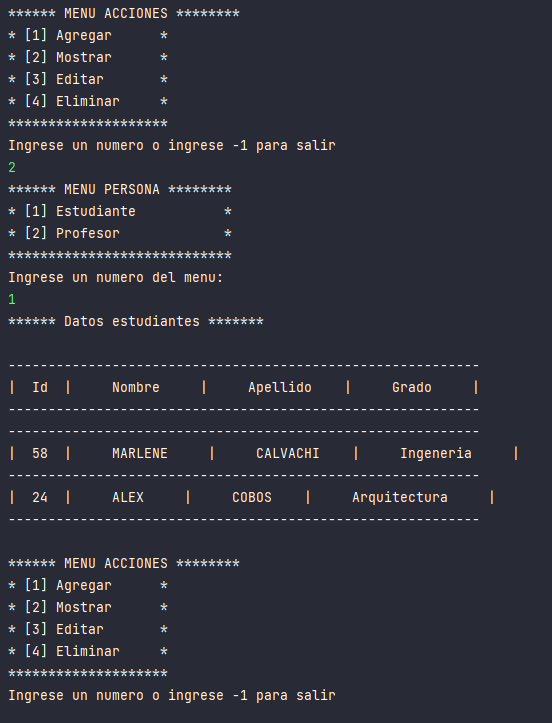 ****** MENU ACCIONES ********
* [1] Agregar      *
* [2] Mostrar      *
* [3] Editar       *
* [4] Eliminar     *
********************
Ingrese un numero o ingrese -1 para salir
2
****** MENU PERSONA ********
* [1] Estudiante           *
* [2] Profesor             *
****************************
Ingrese un numero del menu:
1
****** Datos estudiantes *******

-----------------------------------------------------------
|  Id  |     Nombre     |     Apellido    |     Grado     |
-----------------------------------------------------------
-----------------------------------------------------------
|  58  |     MARLENE     |     CALVACHI    |     Ingeneria     |
-----------------------------------------------------------
|  24  |     ALEX     |     COBOS    |     Arquitectura     |
-----------------------------------------------------------

****** MENU ACCIONES ********
* [1] Agregar      *
* [2] Mostrar      *
* [3] Editar       *
* [4] Eliminar     *
********************
Ingrese un numero o ingrese -1 para salir